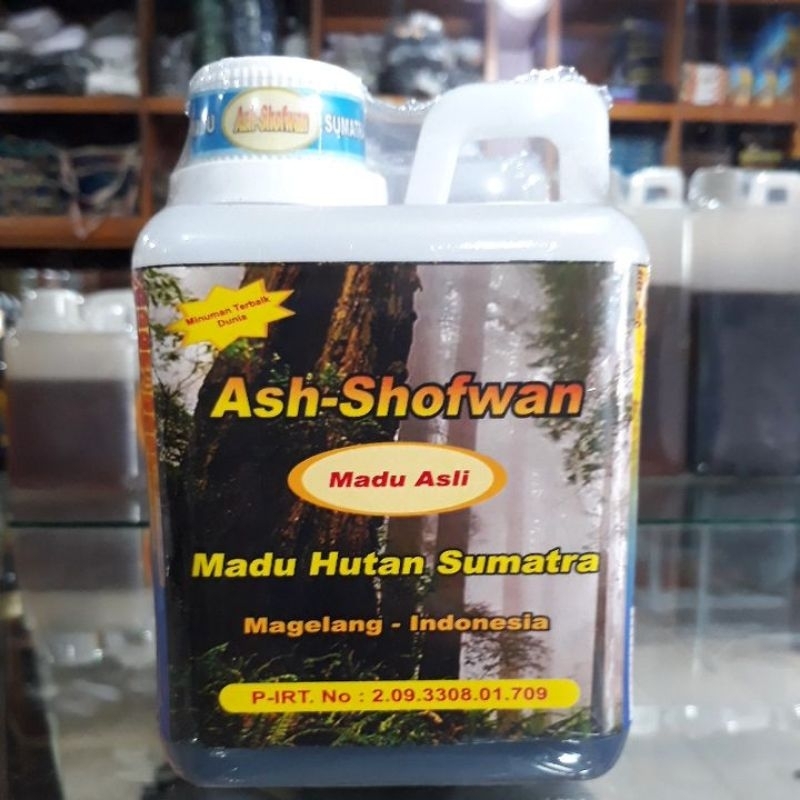 Ash-Shofwan
SUMATRA
Minuman Terbaik
Dunia
Ash-Shofwan
Madu Asli
Madu Hutan Sumatra
Magelang - Indonesia
P-IRT. No : 2.09.3308.01.709